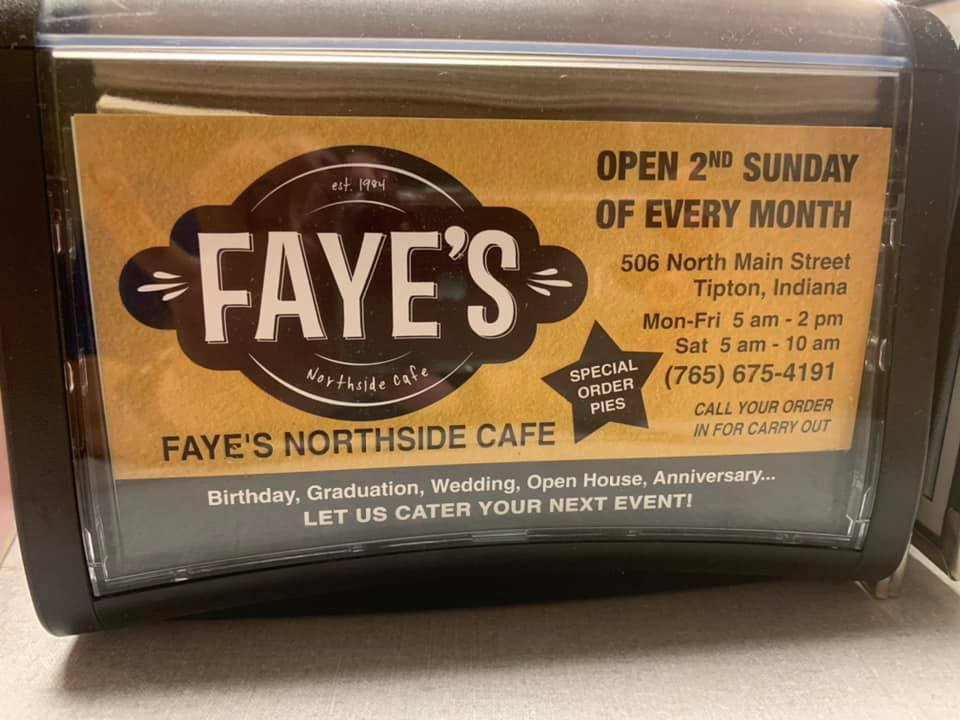 est. 1984
FAYE'S
Northside Cafe
FAYE'S NORTHSIDE CAFE
OPEN 2ND SUNDAY
OF EVERY MONTH
506 North Main Street
Tipton, Indiana
Mon-Fri 5 am - 2 pm
Sat 5 am - 10 am
(765) 675-4191
SPECIAL
ORDER
PIES
CALL YOUR ORDER
IN FOR CARRY OUT
Birthday, Graduation, Wedding, Open House, Anniversary...
LET US CATER YOUR NEXT EVENT!